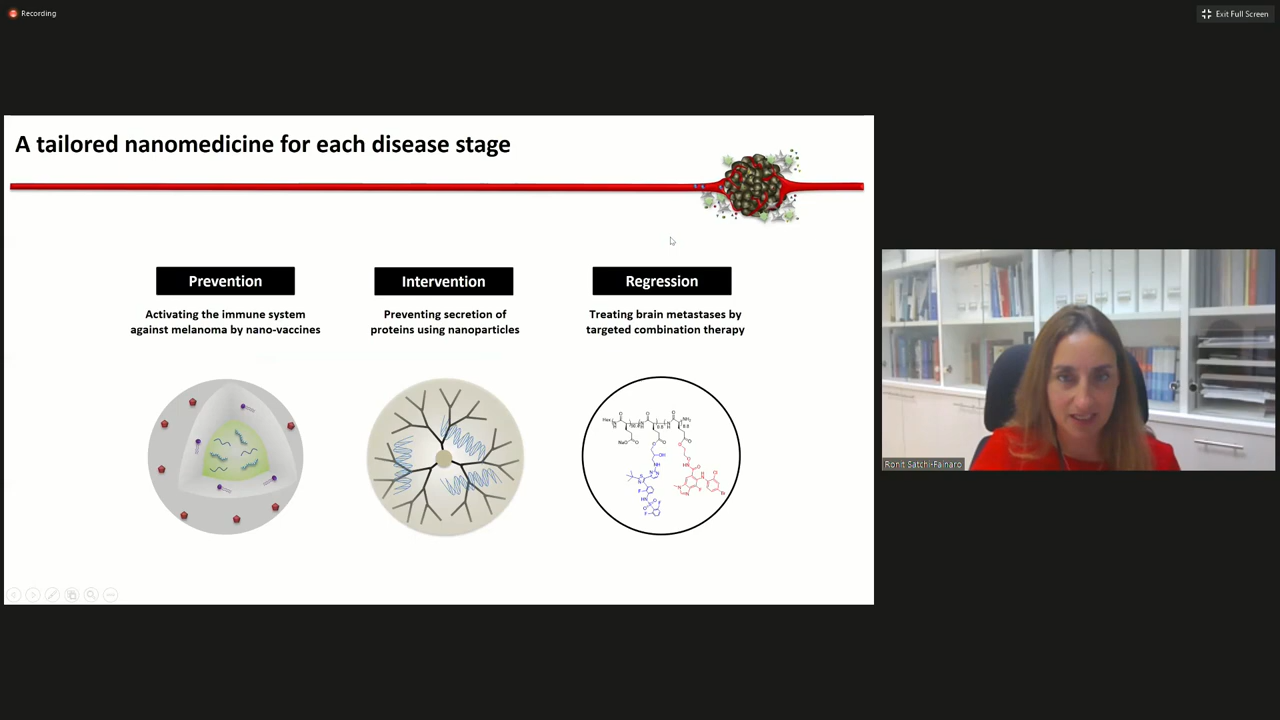 Recording
Exit Full Screen
A tailored nanomedicine for each disease stage
Prevention
Activating the immune system
against melanoma by nano-vaccines
Intervention
Preventing secretion of
proteins using nanoparticles
Regression
Treating brain metastases by
targeted combination therapy
Ronit Satchi-Fainaro